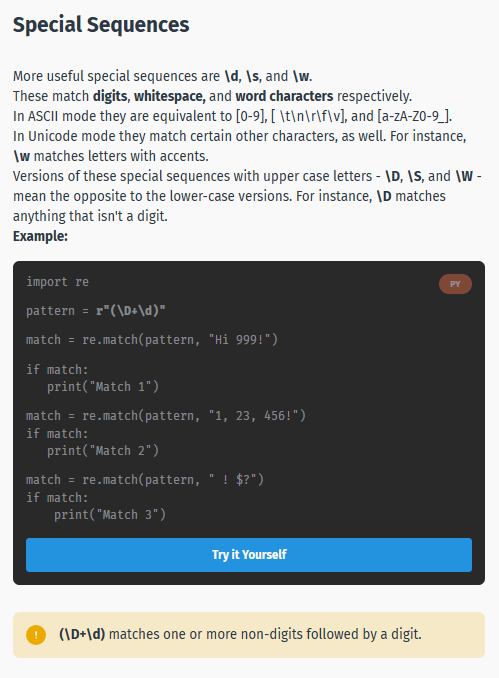 Special Sequences
More useful special sequences are \d, \s, and \w.
These match digits, whitespace, and word characters respectively.
In ASCII mode they are equivalent to [0-9], [ \t\n\r\f\v], and [a-zA-Z0-9_].
In Unicode mode they match certain other characters, as well. For instance,
\w matches letters with accents.
Versions of these special sequences with upper case letters - \D, \S, and \W -
mean the opposite to the lower-case versions. For instance, \D matches
anything that isn't a digit.
Example:
import re
PY
pattern = r"(\D+\d)"
match = re.match(pattern, "Hi 999!")
if match:
   print("Match 1")
match = re.match(pattern, "1, 23, 456!")
if match:
   print("Match 2")
match = re.match(pattern, " ! $?")
if match:
    print("Match 3")
Try it Yourself
! (\D+\d) matches one or more non-digits followed by a digit.